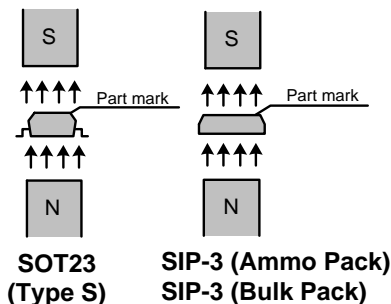 S
S
Part mark
Part mark
N
N
SOT23
(Type S)
SIP-3 (Ammo Pack)
SIP-3 (Bulk Pack)